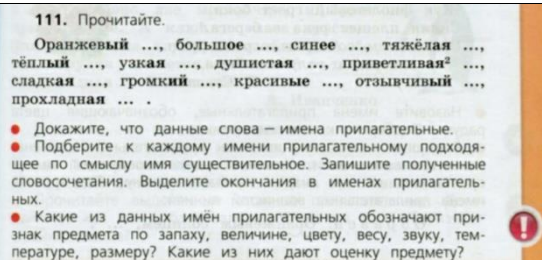 111. Прочитайте.
Оранжевый ..., большое ..., синее ..., тяжёлая ...,
тёплый ..., узкая ..., душистая ..., приветливая² ...,
сладкая ..., громкий ..., красивые ..., отзывчивый ...,
прохладная ... .
● Докажите, что данные слова – имена прилагательные.
● Подберите к каждому имени прилагательному подходя-
щее по смыслу имя существительное. Запишите полученные
словосочетания. Выделите окончания в именах прилагатель-
ных.
● Какие из данных имён прилагательных обозначают при-
знак предмета по запаху, величине, цвету, весу, звуку, тем-
пературе, размеру? Какие из них дают оценку предмету?
!